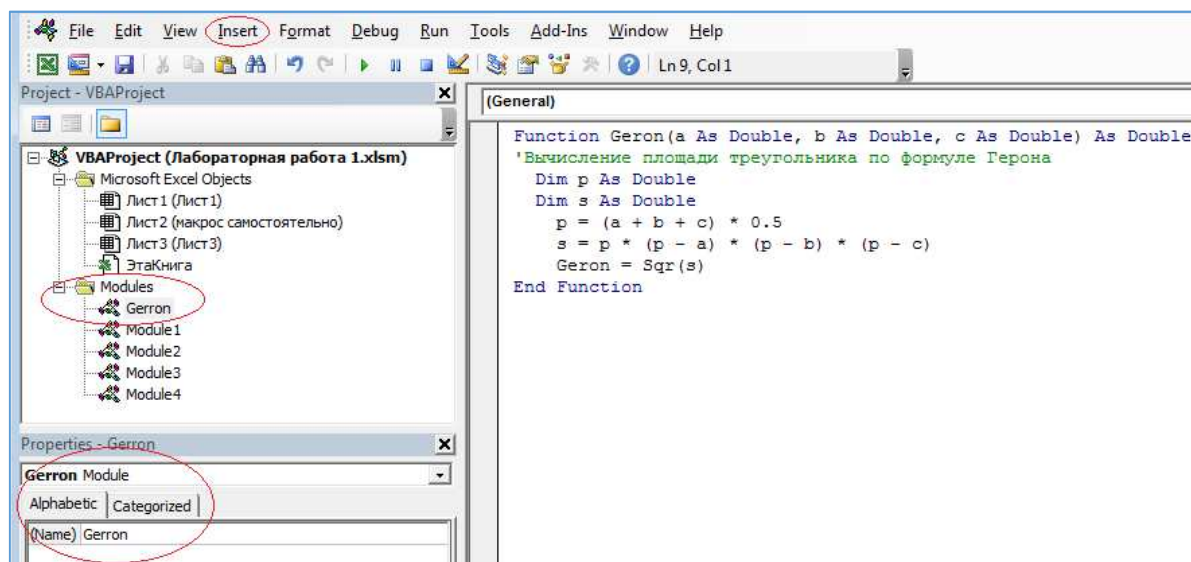 File Edit View Insert Format Debug Run Tools Add-Ins Window Help
Ln 9, Col 1
Project - VBAProject
VBAProject (Лабораторная работа 1.xlsm)
Microsoft Excel Objects
Лист1 (Лист1)
Лист2 (макрос самостоятельно)
Лист3 (Лист3)
ЭтаКнига
Modules
Gerron
Module1
Module2
Module3
Module4
Properties - Gerron
Gerron Module
Alphabetic Categorized
(Name) Gerron
(General)
Function Geron(a As Double, b As Double, c As Double) As Double
'Вычисление площади треугольника по формуле Герона
Dim p As Double
Dim s As Double
p = (a + b + c) * 0.5
s = p * (p - a) * (p - b) * (p - c)
Geron = Sqr(s)
End Function